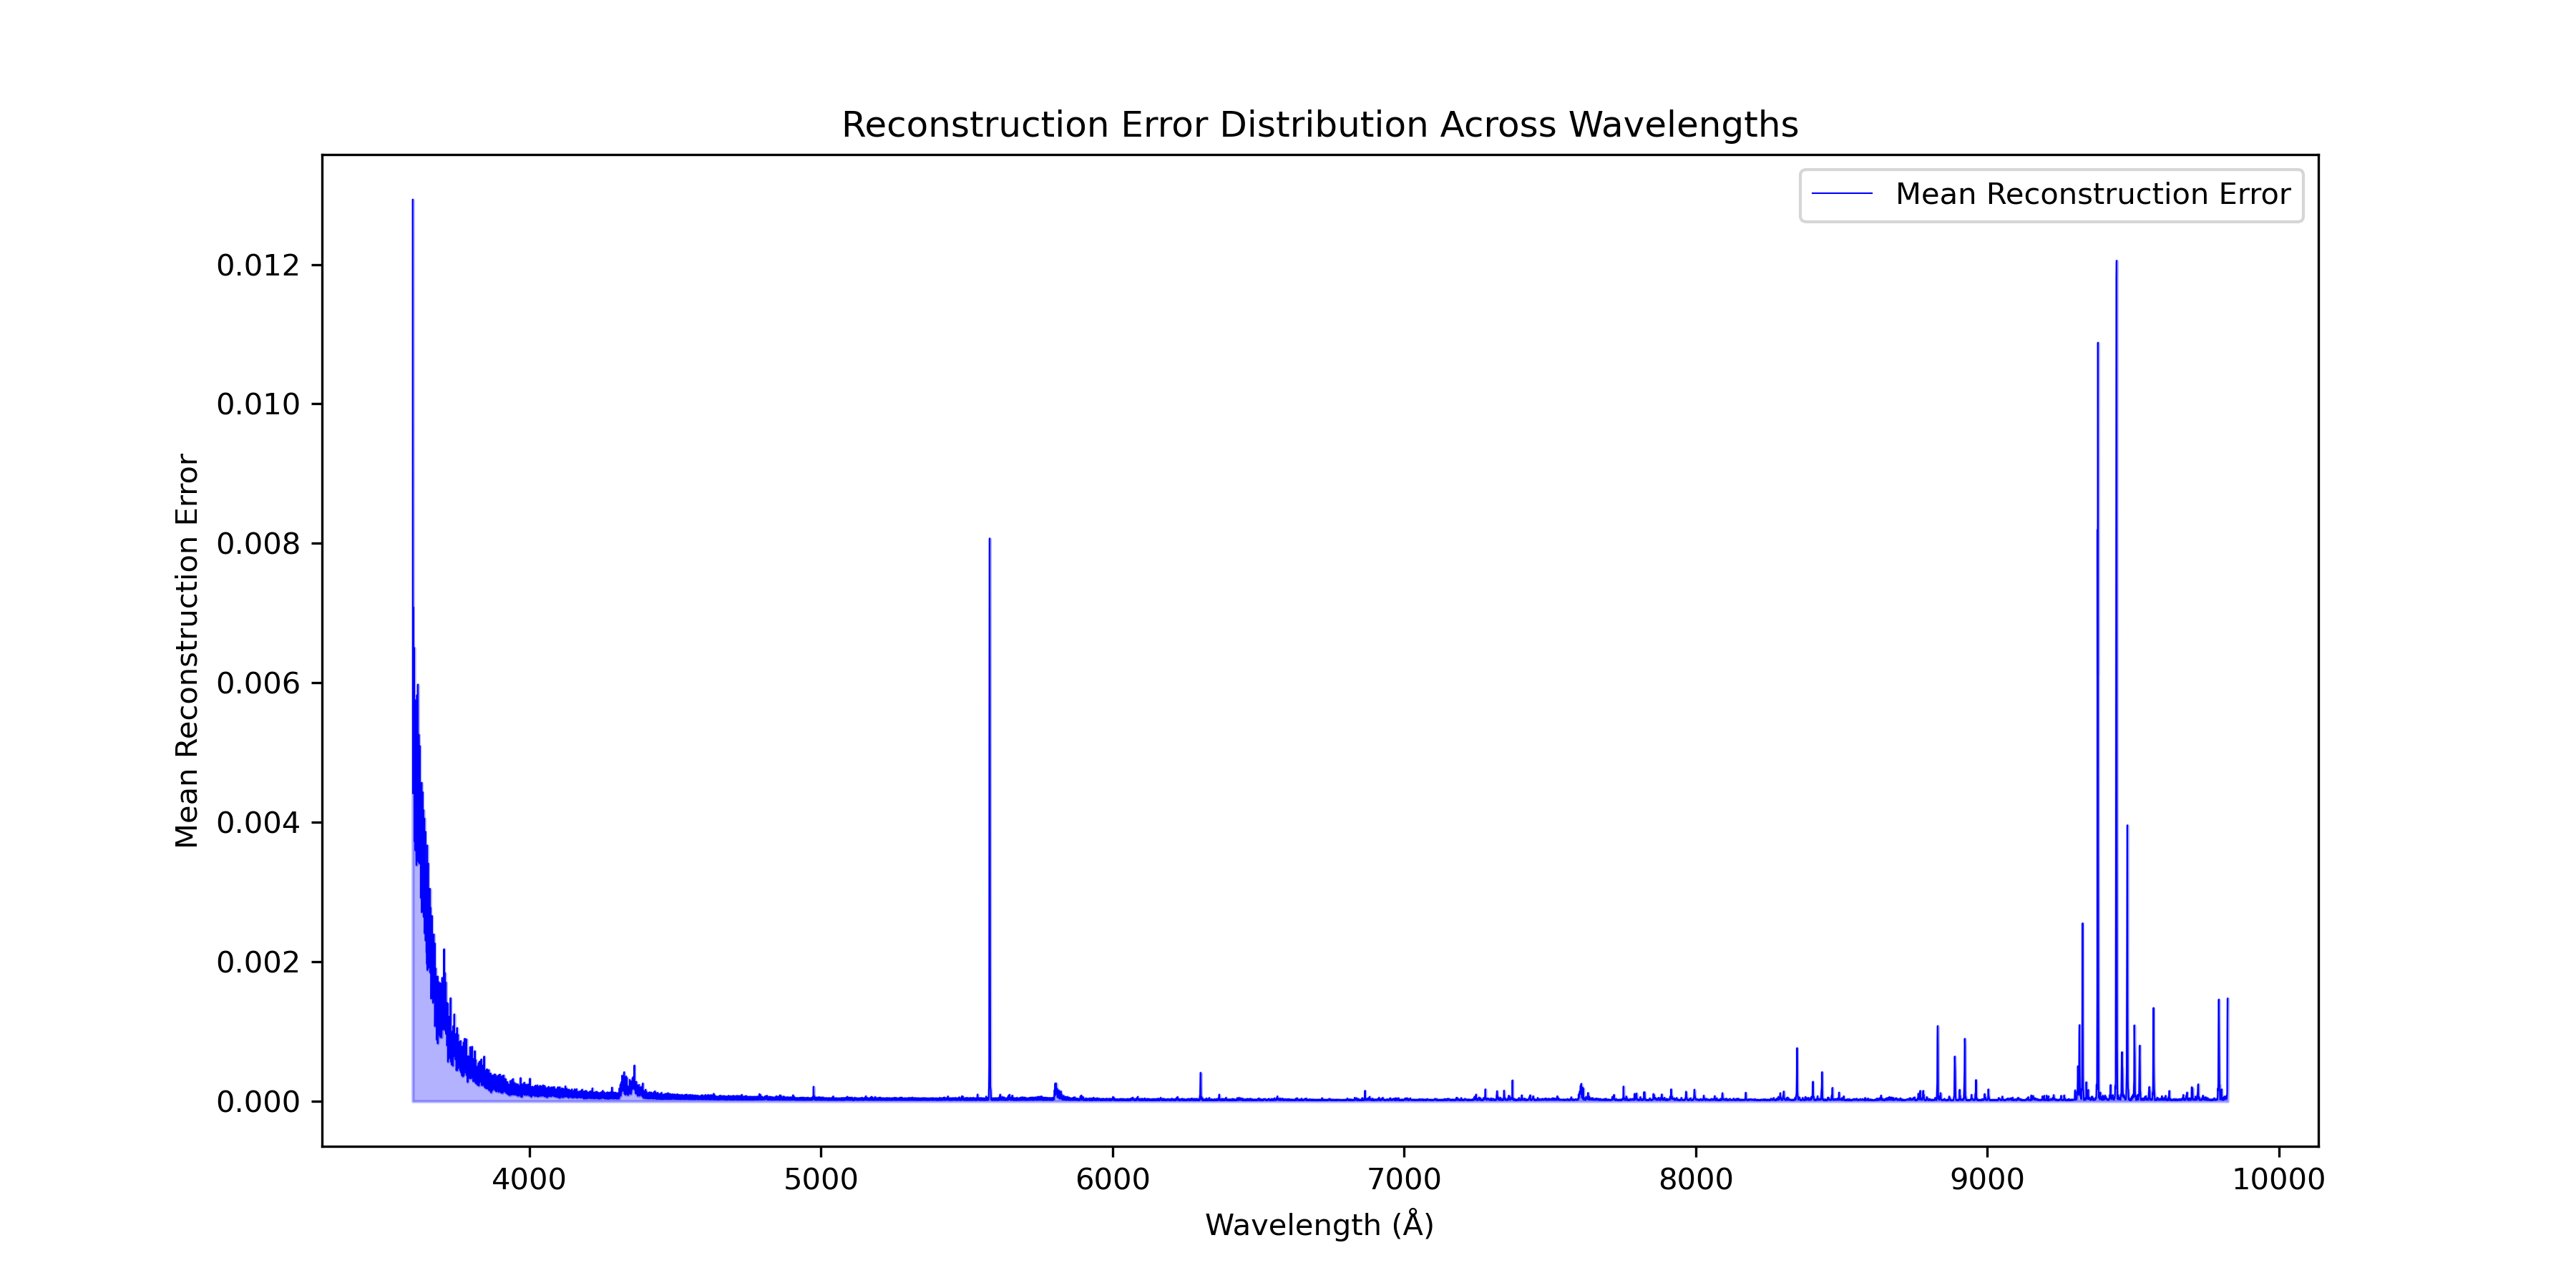 Reconstruction Error Distribution Across Wavelengths
Mean Reconstruction Error
Mean Reconstruction Error
0.012
0.010
0.008
0.006
0.004
0.002
0.000
4000 5000 6000 7000 8000 9000 10000
Wavelength (Å)